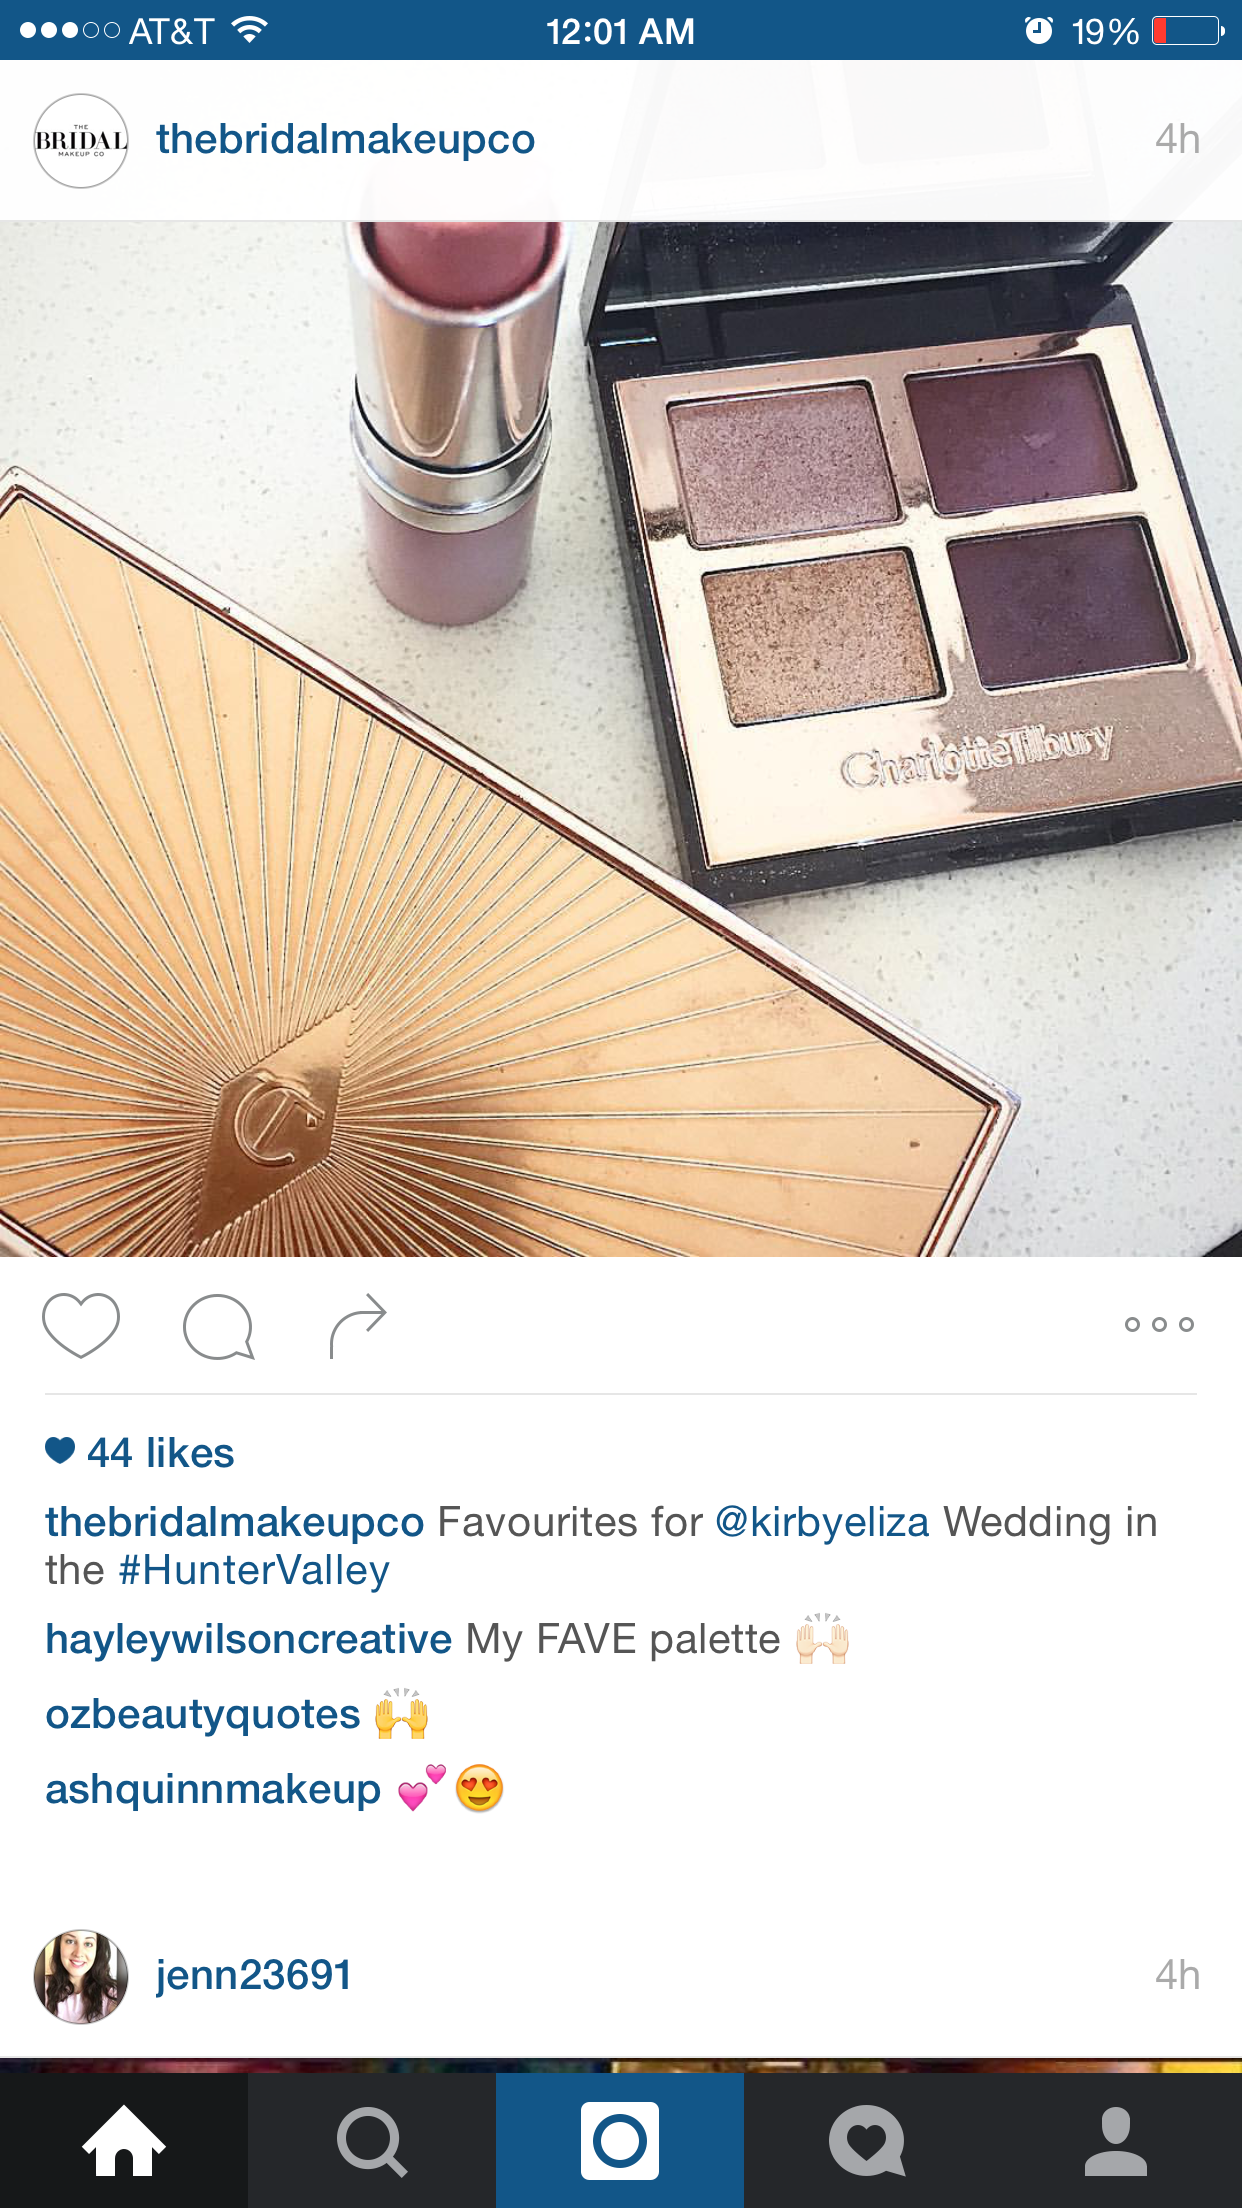 AT&T 12:01 AM 19%
THE
BRIDAL
MAKEUP CO
thebridalmakeupco 4h
CharlotteTilbury
CT
44 likes
thebridalmakeupco Favourites for @kirbyeliza Wedding in
the #HunterValley
hayleywilsoncreative My FAVE palette 🙌🏻
ozbeautyquotes 🙌
ashquinnmakeup 💕😍
jenn23691 4h